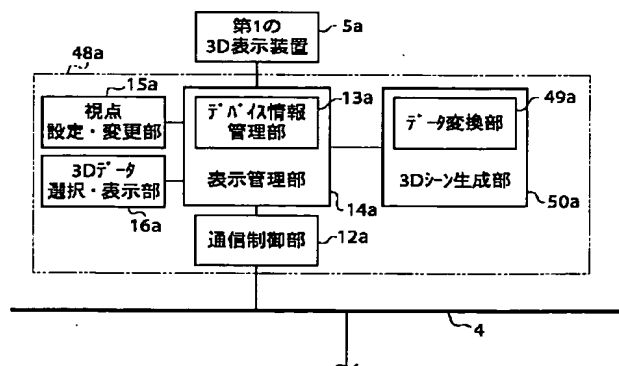 第1の
3D表示装置
5a
48a
15a
視点
設定・変更部
デバイス情報
管理部
13a
データ変換部
49a
3Dデータ
選択・表示部
16a
表示管理部
14a
3Dシーン生成部
50a
通信制御部
12a
4